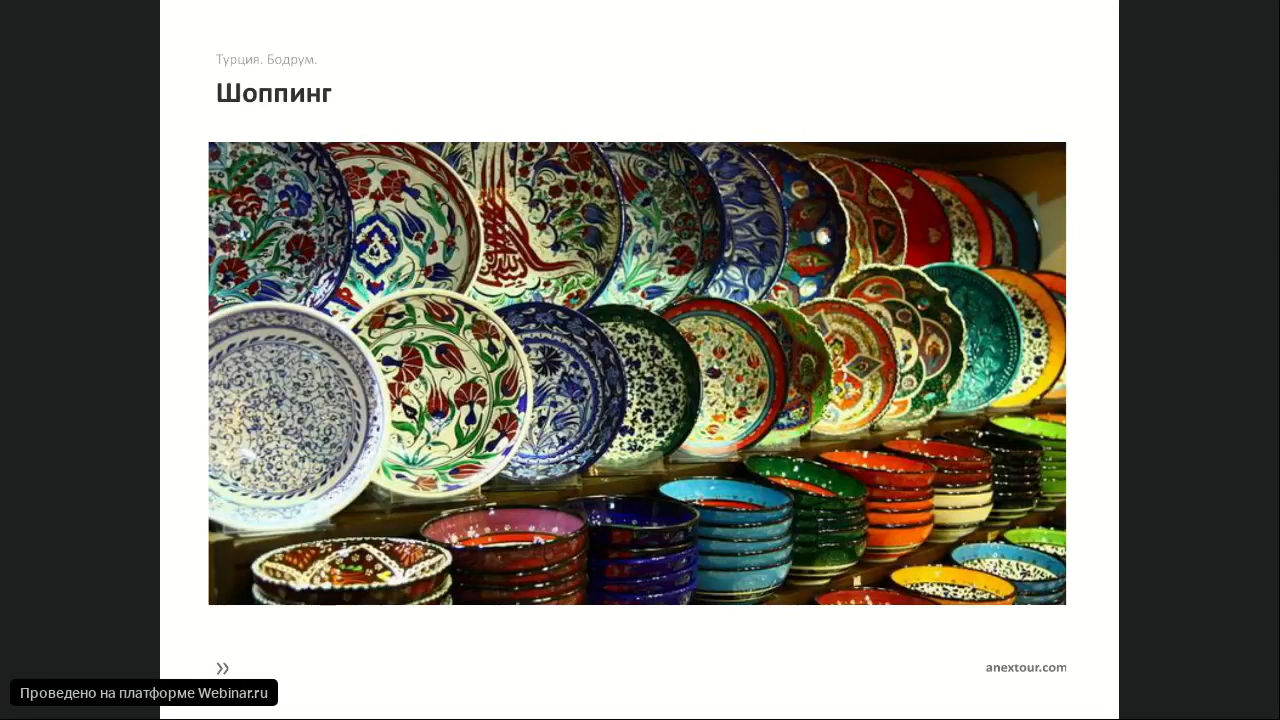 Турция. Бодрум.
Шоппинг
anextour.com
Проведено на платформе Webinar.ru